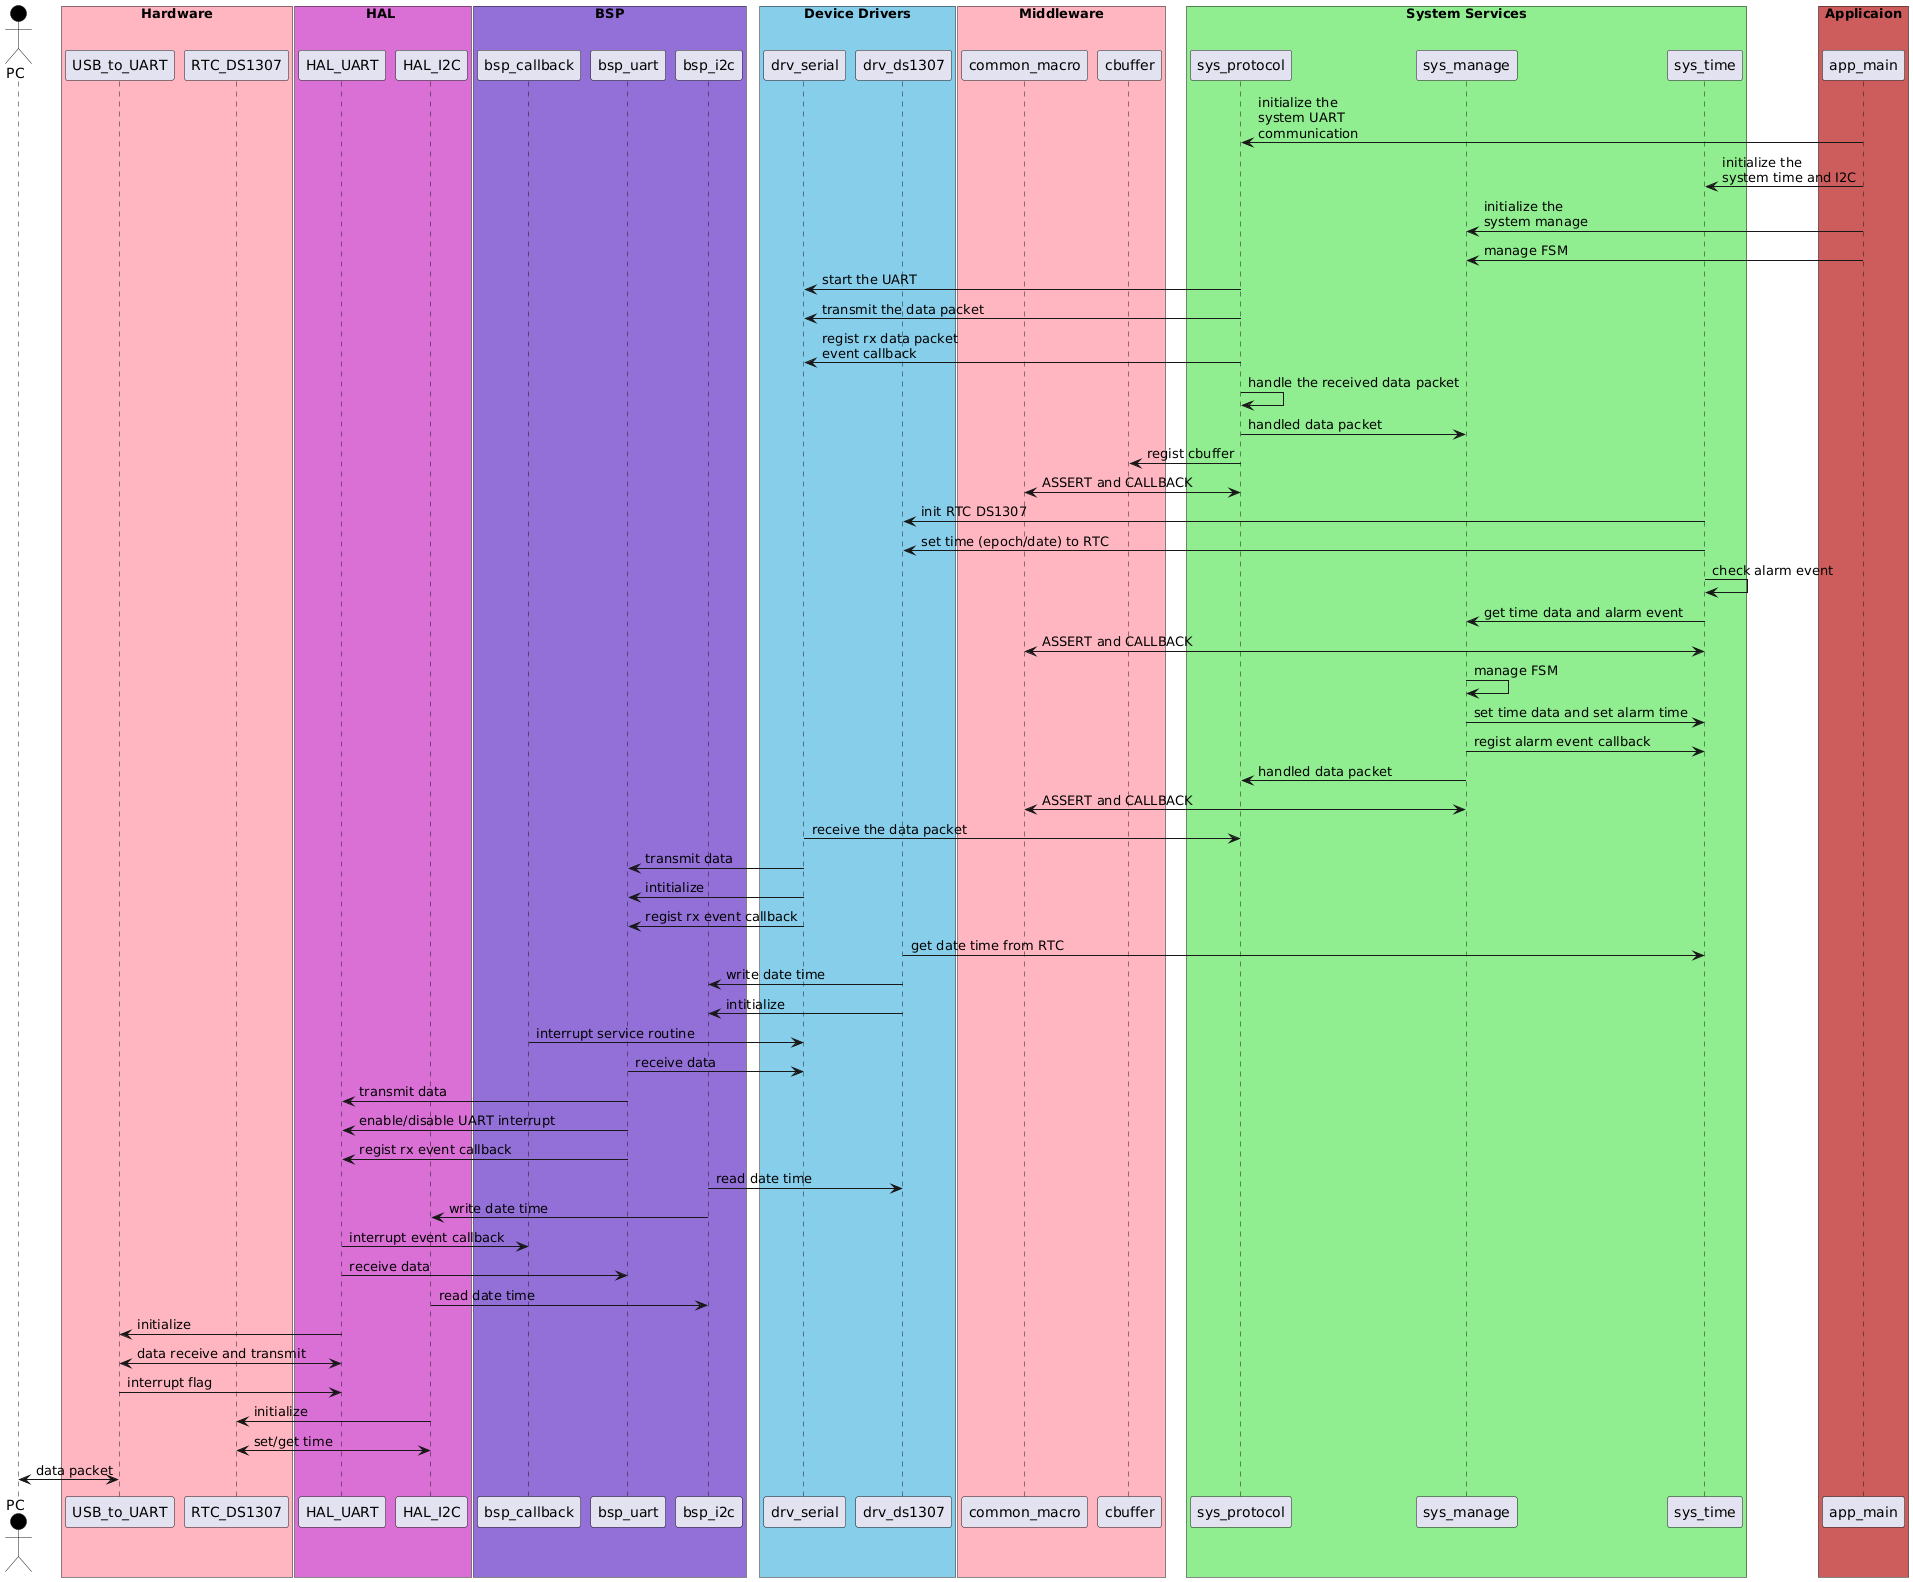 Hardware
HAL
BSP
Device Drivers
Middleware
System Services
Applicaion
PC
USB_to_UART
RTC_DS1307
HAL_UART
HAL_I2C
bsp_callback
bsp_uart
bsp_i2c
drv_serial
drv_ds1307
common_macro
cbuffer
sys_protocol
sys_manage
sys_time
app_main
initialize the
system UART
communication
initialize the
system time and I2C
initialize the
system manage
manage FSM
start the UART
transmit the data packet
regist rx data packet
event callback
handle the received data packet
handled data packet
regist cbuffer
ASSERT and CALLBACK
init RTC DS1307
set time (epoch/date) to RTC
check alarm event
get time data and alarm event
ASSERT and CALLBACK
manage FSM
set time data and set alarm time
regist alarm event callback
handled data packet
ASSERT and CALLBACK
receive the data packet
transmit data
intitialize
regist rx event callback
get date time from RTC
write date time
intitialize
interrupt service routine
receive data
transmit data
enable/disable UART interrupt
regist rx event callback
read date time
write date time
interrupt event callback
receive data
read date time
initialize
data receive and transmit
interrupt flag
initialize
set/get time
data packet
PC
USB_to_UART
RTC_DS1307
HAL_UART
HAL_I2C
bsp_callback
bsp_uart
bsp_i2c
drv_serial
drv_ds1307
common_macro
cbuffer
sys_protocol
sys_manage
sys_time
app_main